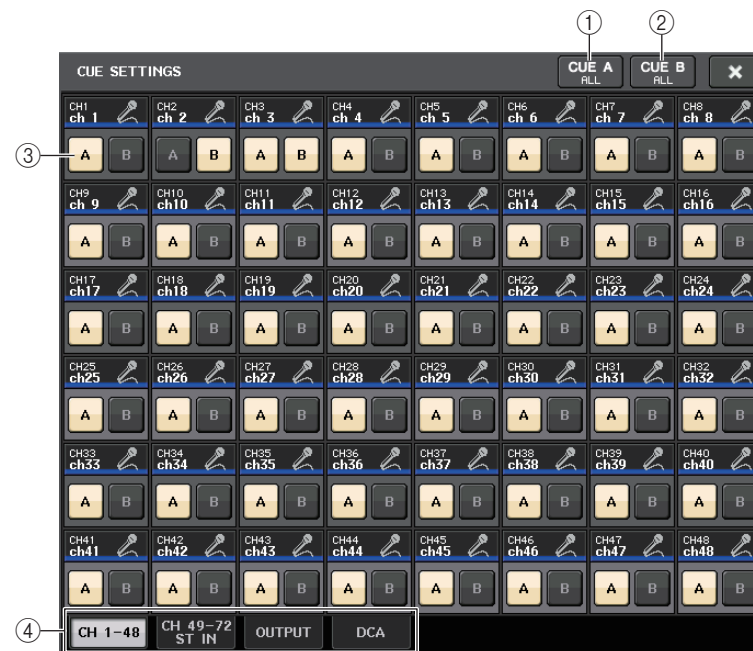 ① ②
CUE SETTINGS CUE A ALL CUE B ALL ×
CH1 CH2 CH3 CH4 CH5 CH6 CH7 CH8
ch 1 ch 2 ch 3 ch 4 ch 5 ch 6 ch 7 ch 8
③ A B A B A B A B A B A B A B A B
CH9 CH10 CH11 CH12 CH13 CH14 CH15 CH16
ch 9 ch10 ch11 ch12 ch13 ch14 ch15 ch16
A B A B A B A B A B A B A B A B
CH17 CH18 CH19 CH20 CH21 CH22 CH23 CH24
ch17 ch18 ch19 ch20 ch21 ch22 ch23 ch24
A B A B A B A B A B A B A B A B
CH25 CH26 CH27 CH28 CH29 CH30 CH31 CH32
ch25 ch26 ch27 ch28 ch29 ch30 ch31 ch32
A B A B A B A B A B A B A B A B
CH33 CH34 CH35 CH36 CH37 CH38 CH39 CH40
ch33 ch34 ch35 ch36 ch37 ch38 ch39 ch40
A B A B A B A B A B A B A B A B
CH41 CH42 CH43 CH44 CH45 CH46 CH47 CH48
ch41 ch42 ch43 ch44 ch45 ch46 ch47 ch48
A B A B A B A B A B A B A B A B
④ CH 1-48 CH 49-72 ST IN OUTPUT DCA